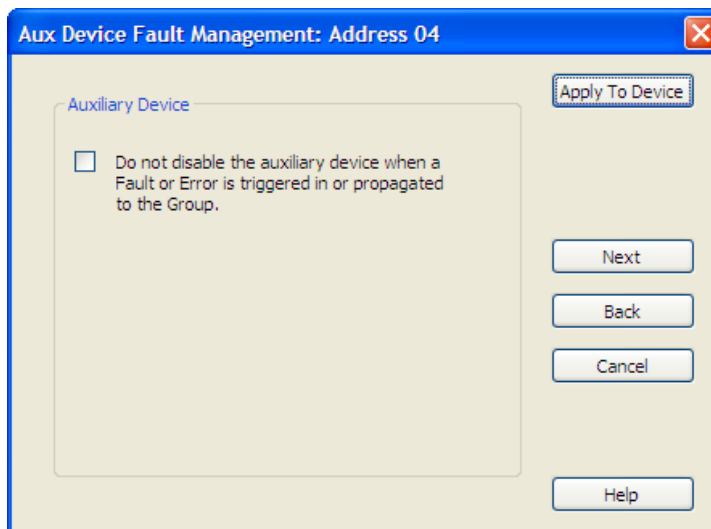 Aux Device Fault Management: Address 04
Apply To Device
Auxiliary Device
Do not disable the auxiliary device when a
Fault or Error is triggered in or propagated
to the Group.
Next
Back
Cancel
Help